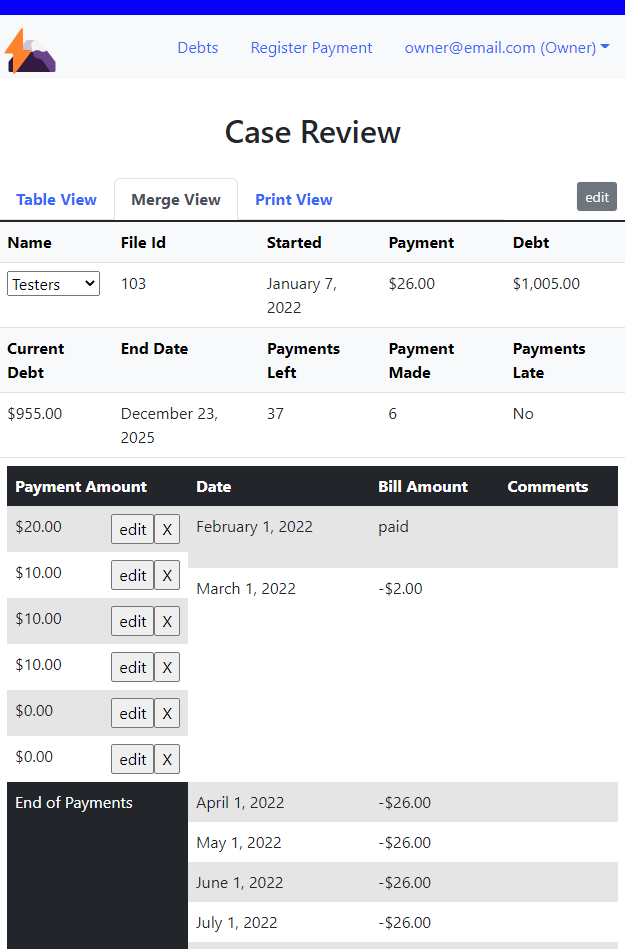 Debts Register Payment owner@email.com (Owner)
Case Review
Table View Merge View Print View edit
Name File Id Started Payment Debt
Testers 103 January 7, $26.00 $1,005.00
2022
Current End Date Payments Payment Payments
Debt Left Made Late
$955.00 December 23, 37 6 No
2025
Payment Amount Date Bill Amount Comments
$20.00 edit X February 1, 2022 paid
$10.00 edit X
March 1, 2022 -$2.00
$10.00 edit X
$10.00 edit X
$0.00 edit X
$0.00 edit X
End of Payments April 1, 2022 -$26.00
May 1, 2022 -$26.00
June 1, 2022 -$26.00
July 1, 2022 -$26.00